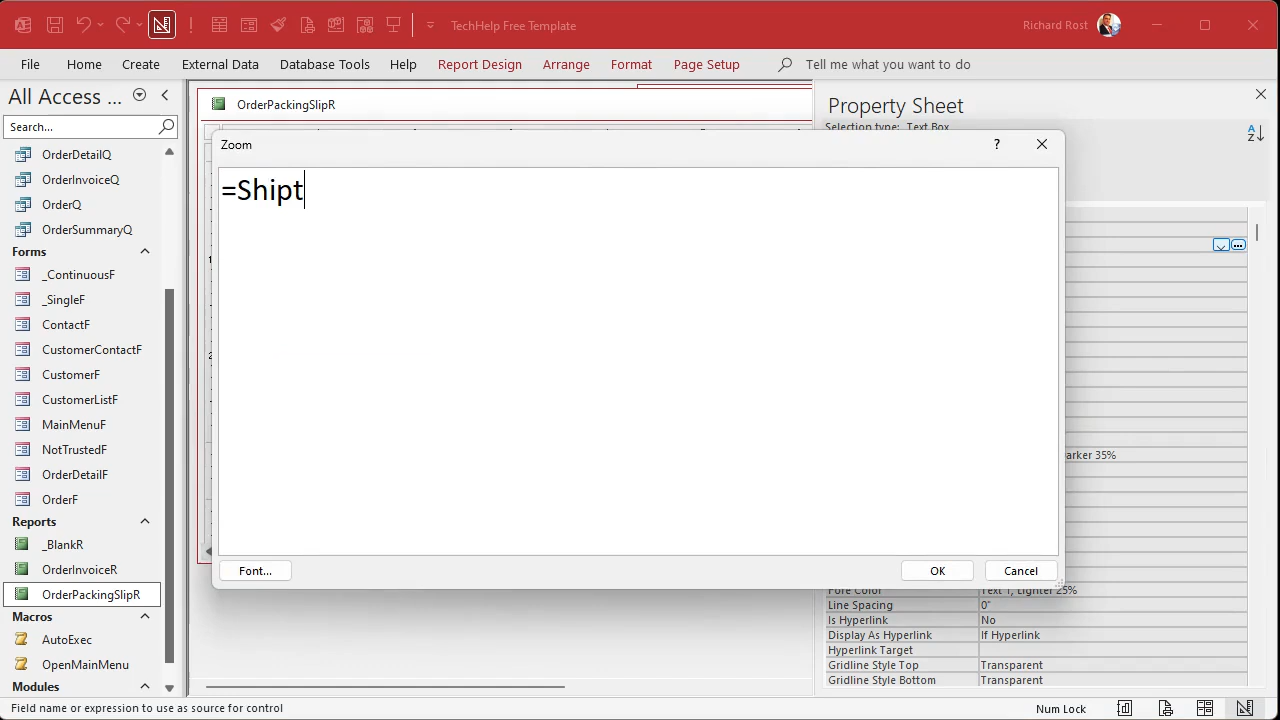 TechHelp Free Template
Richard Rost
File Home Create External Data Database Tools Help Report Design Arrange Format Page Setup Tell me what you want to do
All Access ...
Search...
OrderDetailQ
OrderInvoiceQ
OrderQ
OrderSummaryQ
Forms
_ContinuousF
_SingleF
ContactF
CustomerContactF
CustomerF
CustomerListF
MainMenuF
NotTrustedF
OrderDetailF
OrderF
Reports
_BlankR
OrderInvoiceR
OrderPackingSlipR
Macros
AutoExec
OpenMainMenu
Modules
OrderPackingSlipR
Zoom
?
=Shipt
Font...
OK
Cancel
Property Sheet
Selection type: Text Box
arker 35%
Fore Color Text 1, Lighter 25%
Line Spacing 0"
Is Hyperlink No
Display As Hyperlink If Hyperlink
Hyperlink Target
Gridline Style Top Transparent
Gridline Style Bottom Transparent
Field name or expression to use as source for control
Num Lock